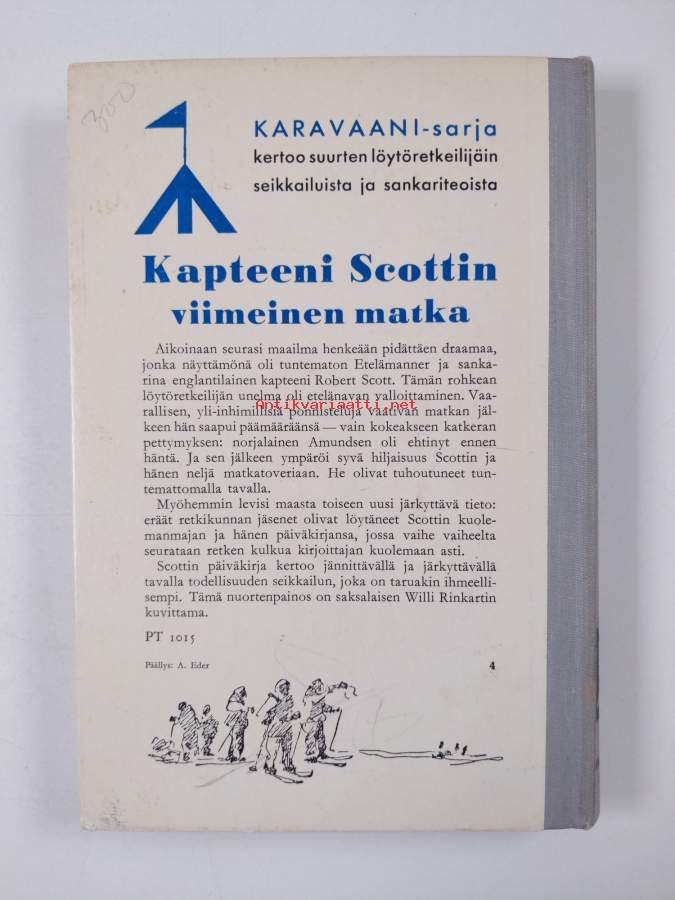 300
KARAVAANI-sarja
kertoo suurten löytöretkeilijäin
seikkailuista ja sankariteoista
Kapteeni Scottin
viimeinen matka
Aikoinaan seurasi maailma henkeään pidättäen draamaa,
jonka näyttämönä oli tuntematon Etelämanner ja sanka-
rina englantilainen kapteeni Robert Scott. Tämän rohkean
löytöretkeilijän unelma oli etelänavan valloittaminen. Vaa-
rallisen, yli-inhimillisiä ponnisteluja vaativan matkan jäl-
Antikvariaatti.net
keen hän saapui päämääräänsä — vain kokeakseen katkeran
pettymyksen: norjalainen Amundsen oli ehtinyt ennen
häntä. Ja sen jälkeen ympäröi syvä hiljaisuus Scottin ja
hänen neljä matkatoveriaan. He olivat tuhoutuneet tun-
temattomalla tavalla.
Myöhemmin levisi maasta toiseen uusi järkyttävä tieto:
eräät retkikunnan jäsenet olivat löytäneet Scottin kuole-
manmajan ja hänen päiväkirjansa, jossa vaihe vaiheelta
seurataan retken kulkua kirjoittajan kuolemaan asti.
Scottin päiväkirja kertoo jännittävällä ja järkyttävällä
tavalla todellisuuden seikkailun, joka on taruakin ihmeelli-
sempi. Tämä nuortenpainos on saksalaisen Willi Rinkartin
kuvittama.
PT 1015
Päällys: A. Eder
4